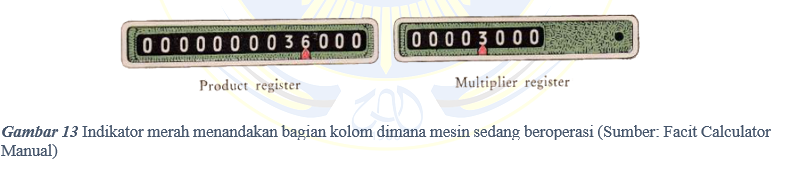 0000000036000 00003000
Product register Multiplier register
Gambar 13 Indikator merah menandakan bagian kolom dimana mesin sedang beroperasi (Sumber: Facit Calculator
Manual)